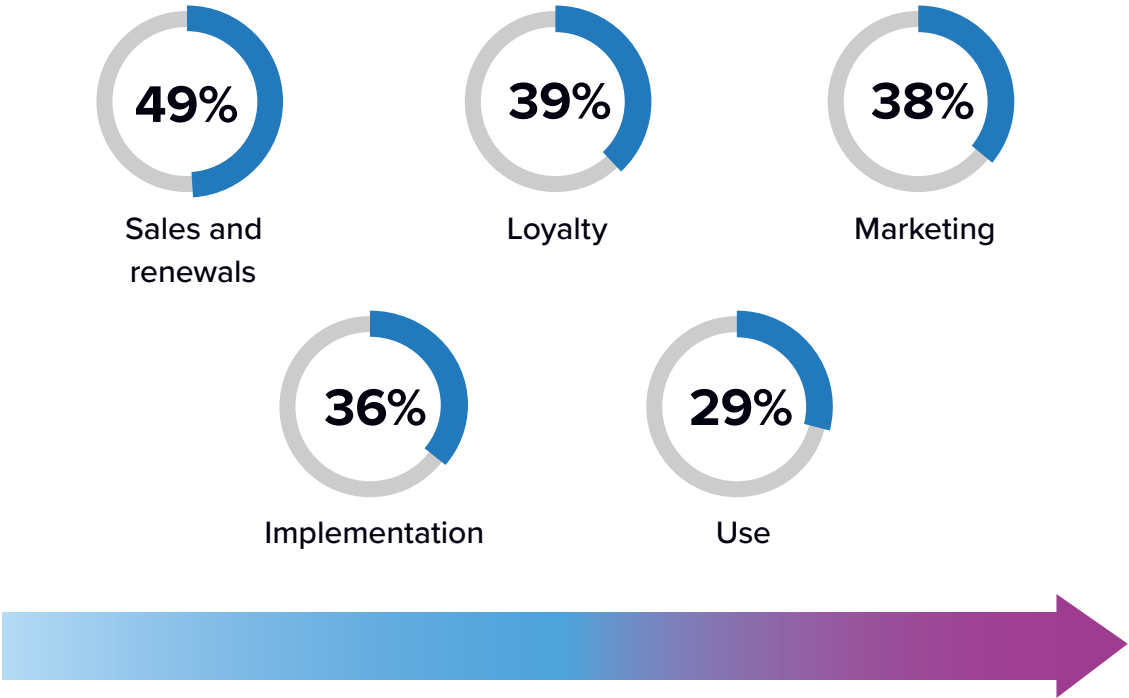 49%
Sales and
renewals
39%
Loyalty
38%
Marketing
36%
Implementation
29%
Use